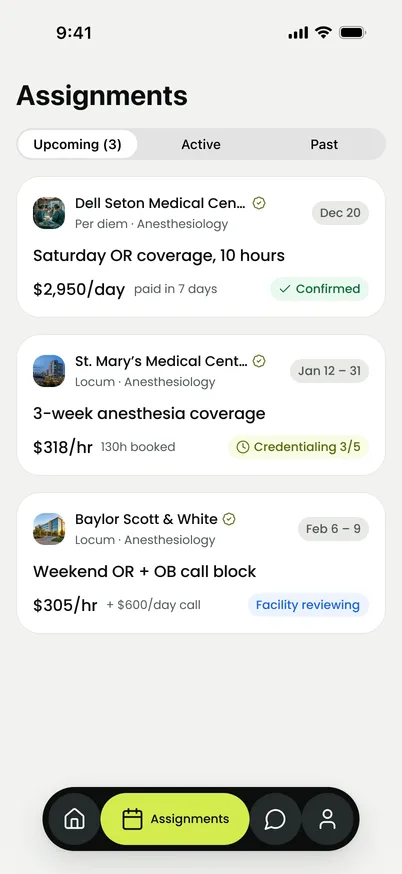 9:41
Assignments
Upcoming (3)
Active
Past
Dell Seton Medical Cen...
Per diem · Anesthesiology
Dec 20
Saturday OR coverage, 10 hours
$2,950/day paid in 7 days
Confirmed
St. Mary’s Medical Cent...
Locum · Anesthesiology
Jan 12 – 31
3-week anesthesia coverage
$318/hr 130h booked
Credentialing 3/5
Baylor Scott & White
Locum · Anesthesiology
Feb 6 – 9
Weekend OR + OB call block
$305/hr + $600/day call
Facility reviewing
Assignments